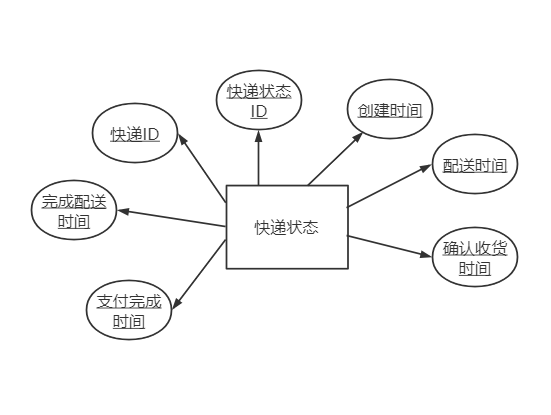 快递状态
ID
创建时间
快递ID
配送时间
完成配送
时间
快递状态
确认收货
时间
支付完成
时间